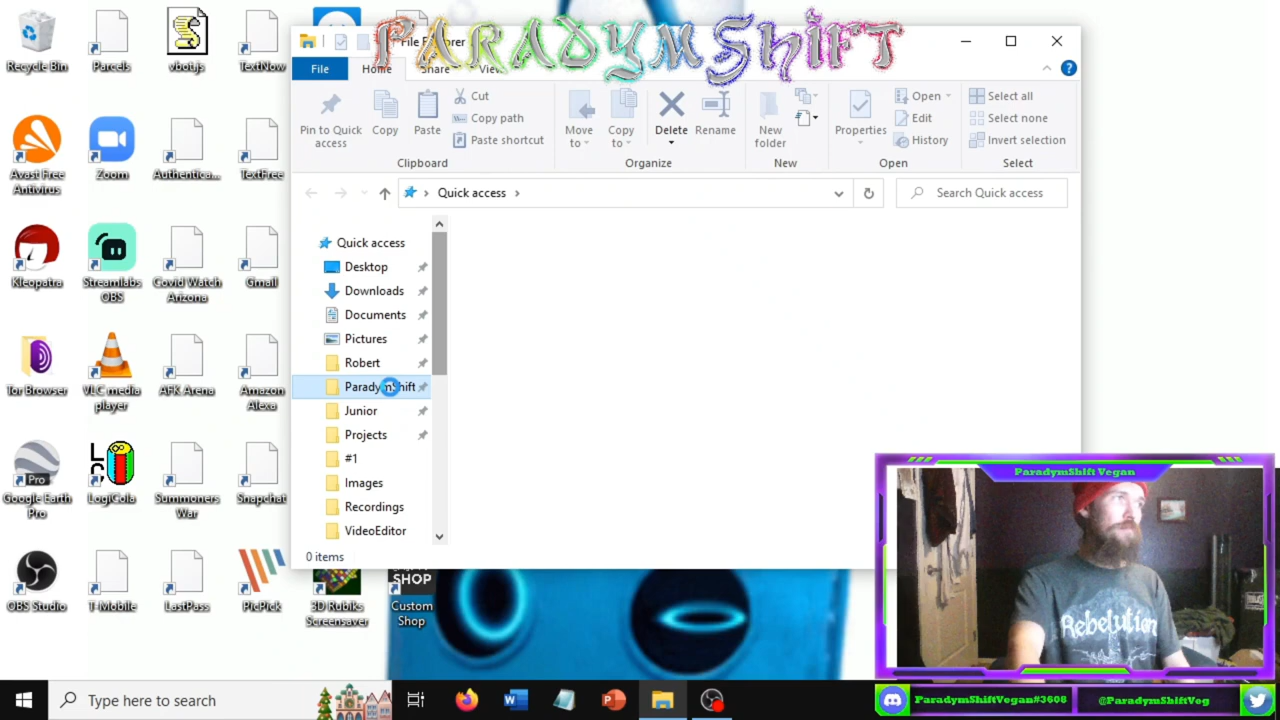 ParadymShift
File Explorer
File
Home
Share
View
Pin to Quick access
Copy
Paste
Cut
Copy path
Paste shortcut
Clipboard
Move to
Copy to
Delete
Rename
Organize
New folder
New
Properties
Open
Edit
History
Open
Select all
Select none
Invert selection
Select
Quick access
Search Quick access
Quick access
Desktop
Downloads
Documents
Pictures
Robert
ParadymShift
Junior
Projects
#1
Images
Recordings
VideoEditor
0 items
Recycle Bin
Parcels
vbot.js
TextNow
Avast Free Antivirus
Zoom
Authentica...
TextFree
Kleopatra
Streamlabs OBS
Covid Watch Arizona
Gmail
Tor Browser
VLC media player
AFK Arena
Amazon Alexa
Pro
Google Earth Pro
LogiCola
Summoners War
Snapchat
OBS Studio
T-Mobile
LastPass
PicPick
3D Rubiks Screensaver
SHOP
Custom Shop
ParadymShift Vegan
Rebelution
Type here to search
ParadymShiftVegan#3608
@ParadymShiftVeg